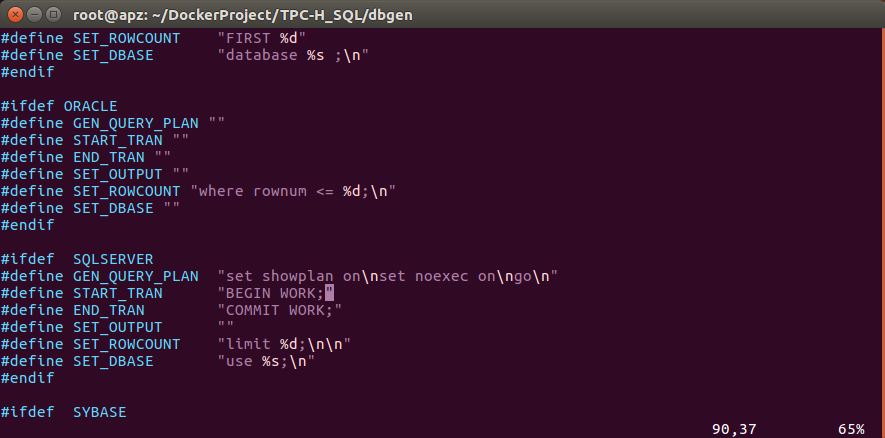 root@apz: ~/DockerProject/TPC-H_SQL/dbgen
#define SET_ROWCOUNT    "FIRST %d"
#define SET_DBASE       "database %s ;\n"
#endif

#ifdef ORACLE
#define GEN_QUERY_PLAN ""
#define START_TRAN ""
#define END_TRAN ""
#define SET_OUTPUT ""
#define SET_ROWCOUNT "where rownum <= %d;\n"
#define SET_DBASE ""
#endif

#ifdef  SQLSERVER
#define GEN_QUERY_PLAN  "set showplan on\nset noexec on\ngo\n"
#define START_TRAN      "BEGIN WORK;"
#define END_TRAN        "COMMIT WORK;"
#define SET_OUTPUT      ""
#define SET_ROWCOUNT    "limit %d;\n\n"
#define SET_DBASE       "use %s;\n"
#endif

#ifdef  SYBASE
90,37         65%